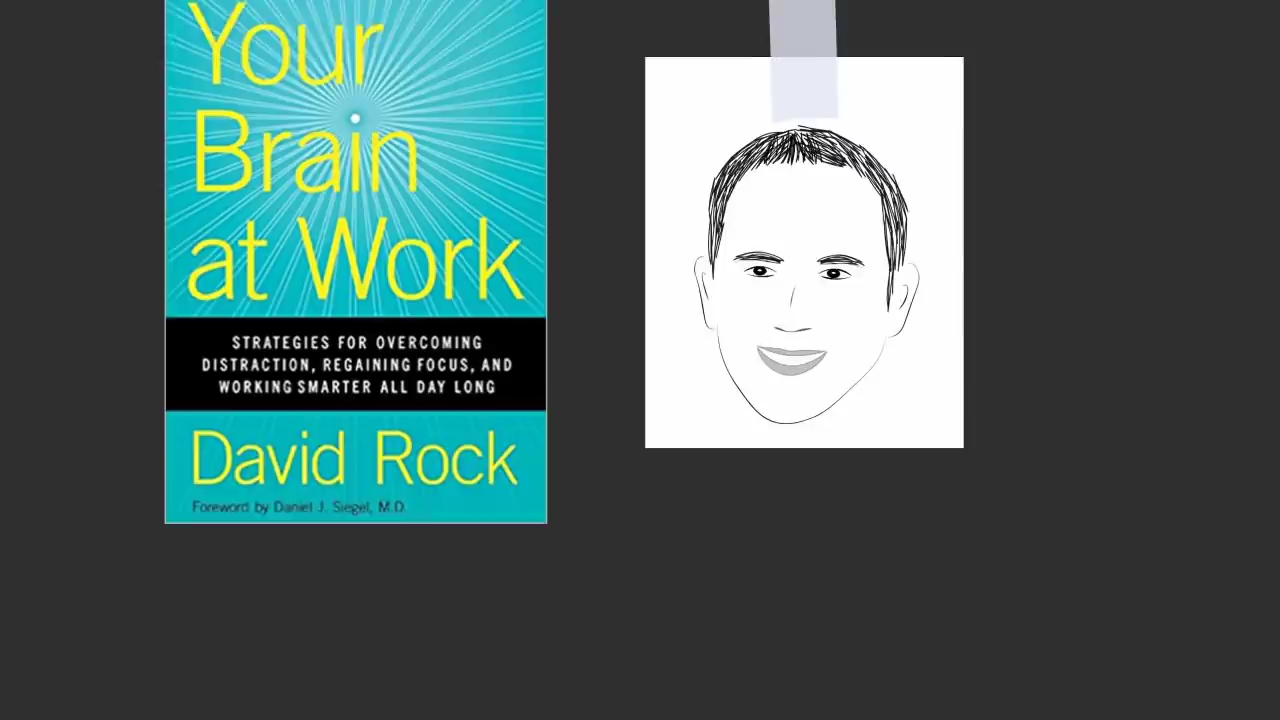 Your
Brain
at Work
STRATEGIES FOR OVERCOMING
DISTRACTION, REGAINING FOCUS, AND
WORKING SMARTER ALL DAY LONG
David Rock
Foreword by Daniel J. Siegel, M.D.